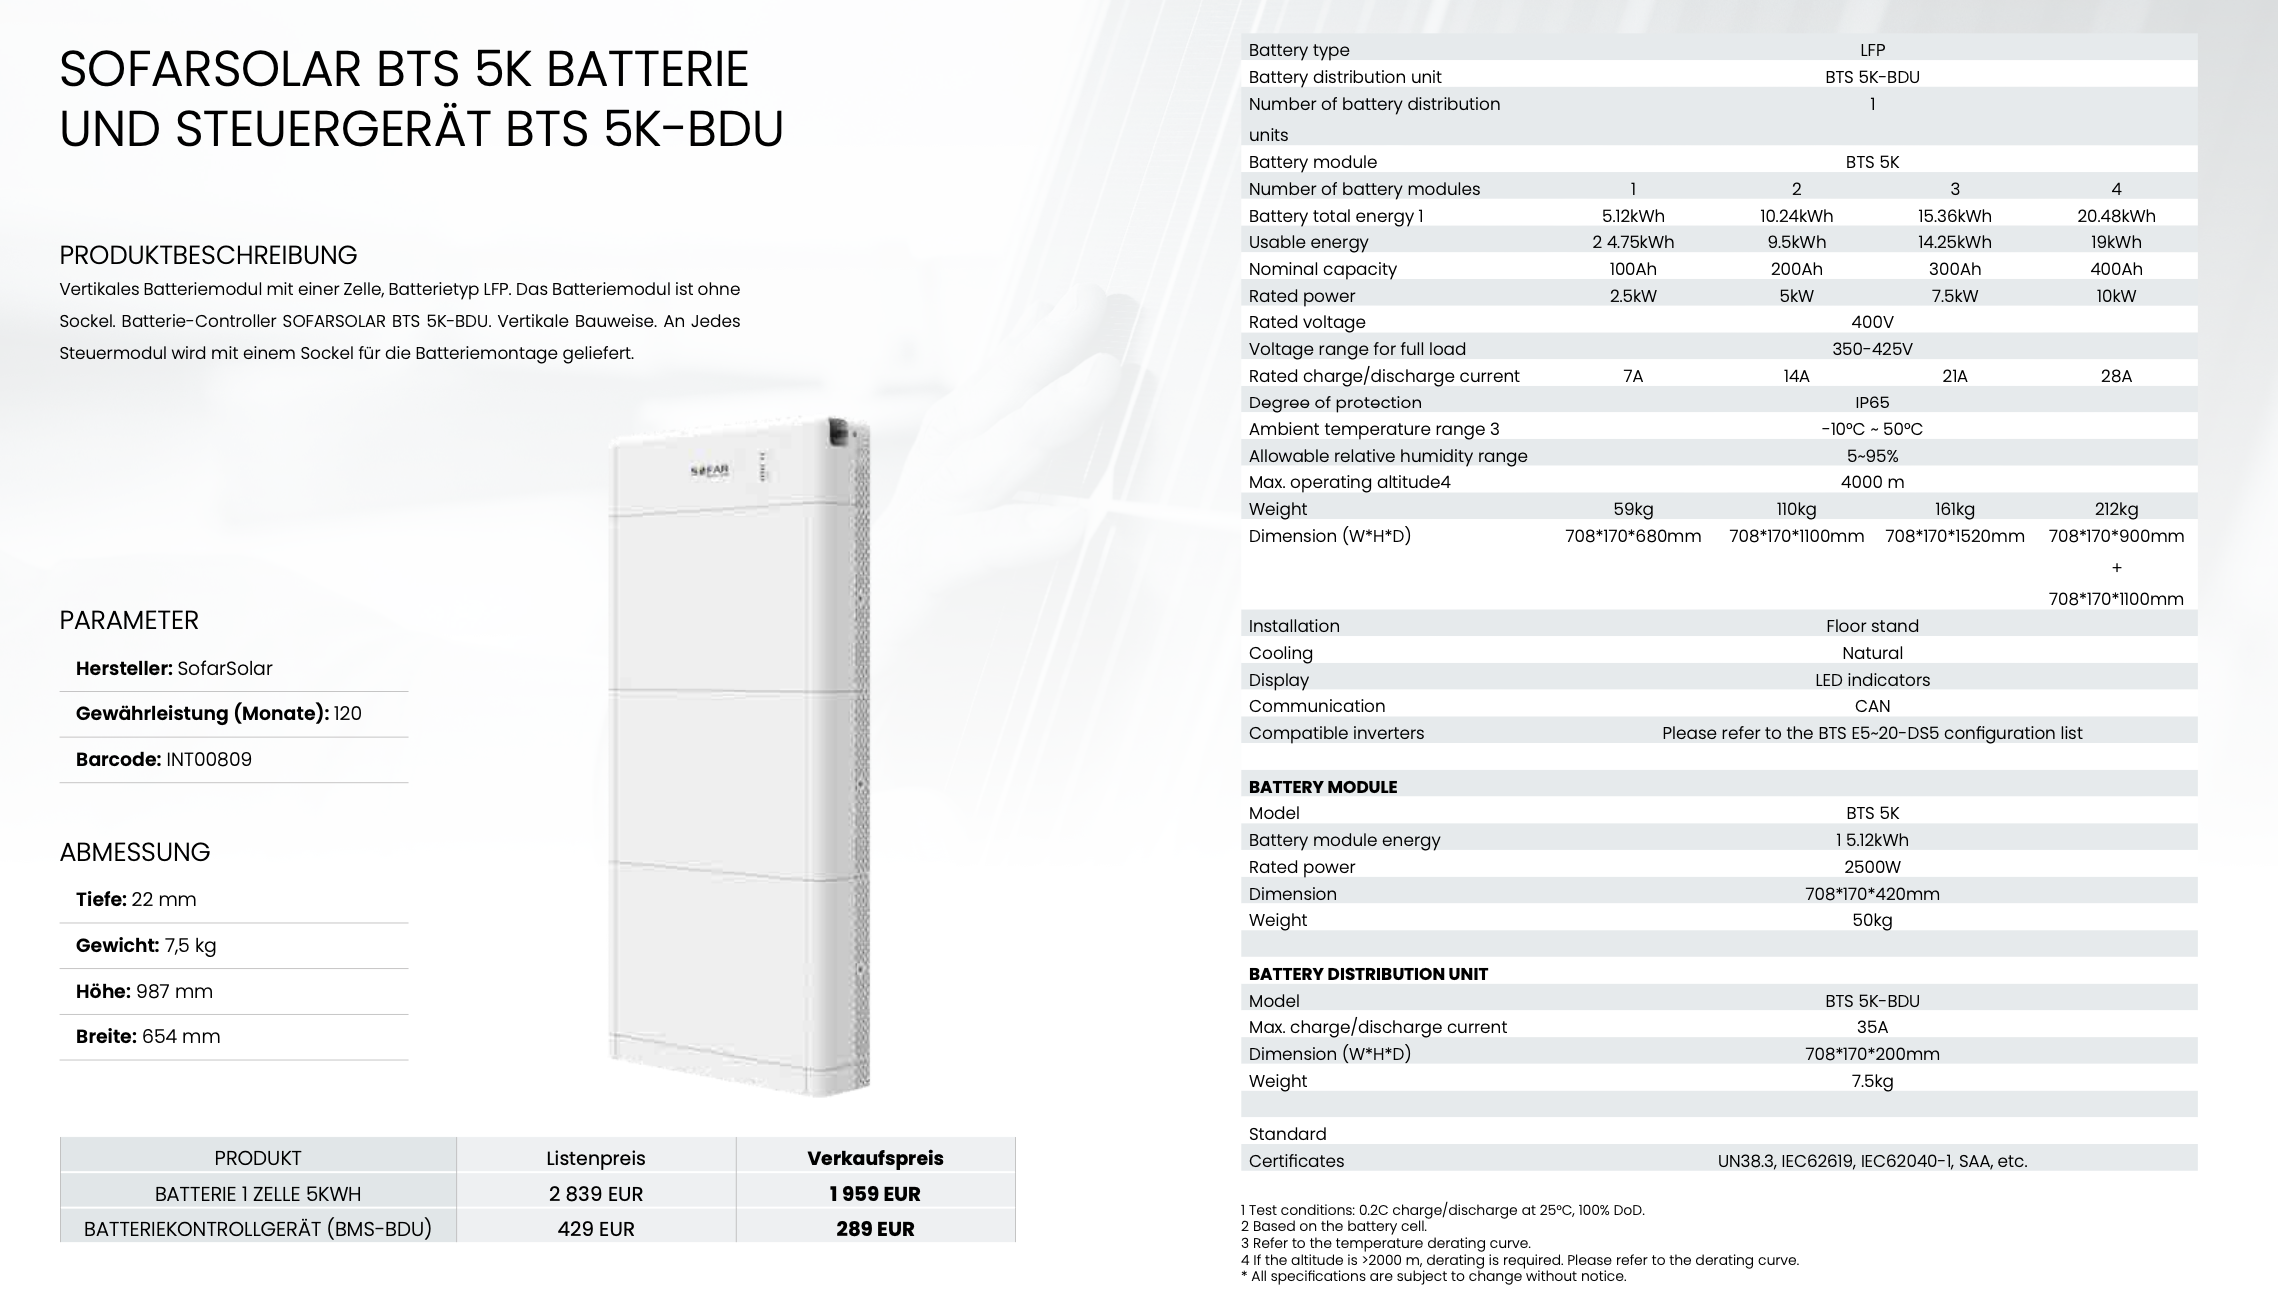 SOFARSOLAR BTS 5K BATTERIE
UND STEUERGERÄT BTS 5K-BDU
PRODUKTBESCHREIBUNG
Vertikales Batteriemodul mit einer Zelle, Batterietyp LFP. Das Batteriemodul ist ohne
Sockel. Batterie-Controller SOFARSOLAR BTS 5K-BDU. Vertikale Bauweise. An Jedes
Steuermodul wird mit einem Sockel für die Batteriemontage geliefert.
SOFAR
PARAMETER
Hersteller: SofarSolar
Gewährleistung (Monate): 120
Barcode: INT00809
ABMESSUNG
Tiefe: 22 mm
Gewicht: 7,5 kg
Höhe: 987 mm
Breite: 654 mm
PRODUKT Listenpreis Verkaufspreis
BATTERIE 1 ZELLE 5KWH 2 839 EUR 1 959 EUR
BATTERIEKONTROLLGERÄT (BMS-BDU) 429 EUR 289 EUR
Battery type LFP
Battery distribution unit BTS 5K-BDU
Number of battery distribution 1
units
Battery module BTS 5K
Number of battery modules 1 2 3 4
Battery total energy 1 5.12kWh 10.24kWh 15.36kWh 20.48kWh
Usable energy 2 4.75kWh 9.5kWh 14.25kWh 19kWh
Nominal capacity 100Ah 200Ah 300Ah 400Ah
Rated power 2.5kW 5kW 7.5kW 10kW
Rated voltage 400V
Voltage range for full load 350-425V
Rated charge/discharge current 7A 14A 21A 28A
Degree of protection IP65
Ambient temperature range 3 -10°C ~ 50°C
Allowable relative humidity range 5~95%
Max. operating altitude4 4000 m
Weight 59kg 110kg 161kg 212kg
Dimension (W*H*D) 708*170*680mm 708*170*1100mm 708*170*1520mm 708*170*900mm
+
708*170*1100mm
Installation Floor stand
Cooling Natural
Display LED indicators
Communication CAN
Compatible inverters Please refer to the BTS E5~20-DS5 configuration list
BATTERY MODULE
Model BTS 5K
Battery module energy 1 5.12kWh
Rated power 2500W
Dimension 708*170*420mm
Weight 50kg
BATTERY DISTRIBUTION UNIT
Model BTS 5K-BDU
Max. charge/discharge current 35A
Dimension (W*H*D) 708*170*200mm
Weight 7.5kg
Standard
Certificates UN38.3, IEC62619, IEC62040-1, SAA, etc.
1 Test conditions: 0.2C charge/discharge at 25°C, 100% DoD.
2 Based on the battery cell.
3 Refer to the temperature derating curve.
4 If the altitude is >2000 m, derating is required. Please refer to the derating curve.
* All specifications are subject to change without notice.